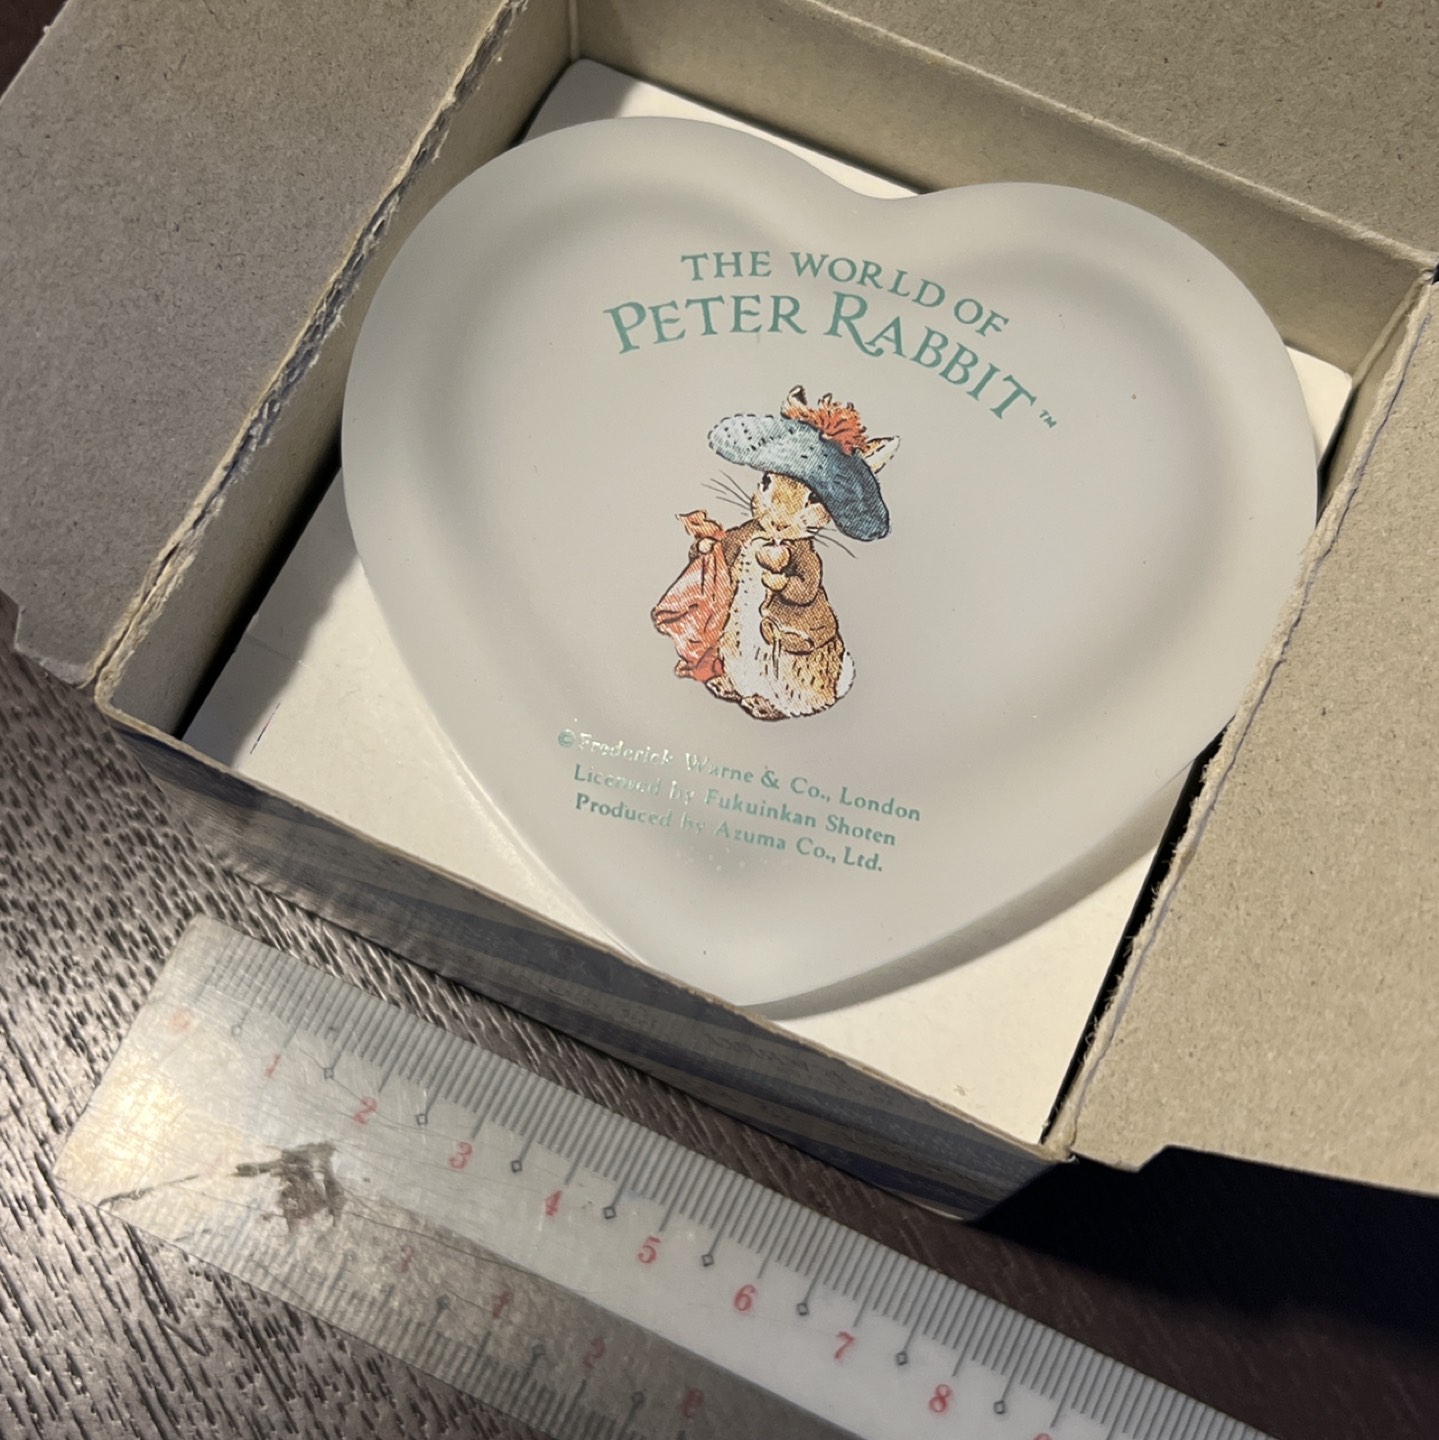 THE WORLD OF
PETER RABBIT™
©Frederick Warne & Co., London
Licensed by Fukuinkan Shoten
Produced by Azuma Co., Ltd.
0 1 2 3 4 5 6 7 8